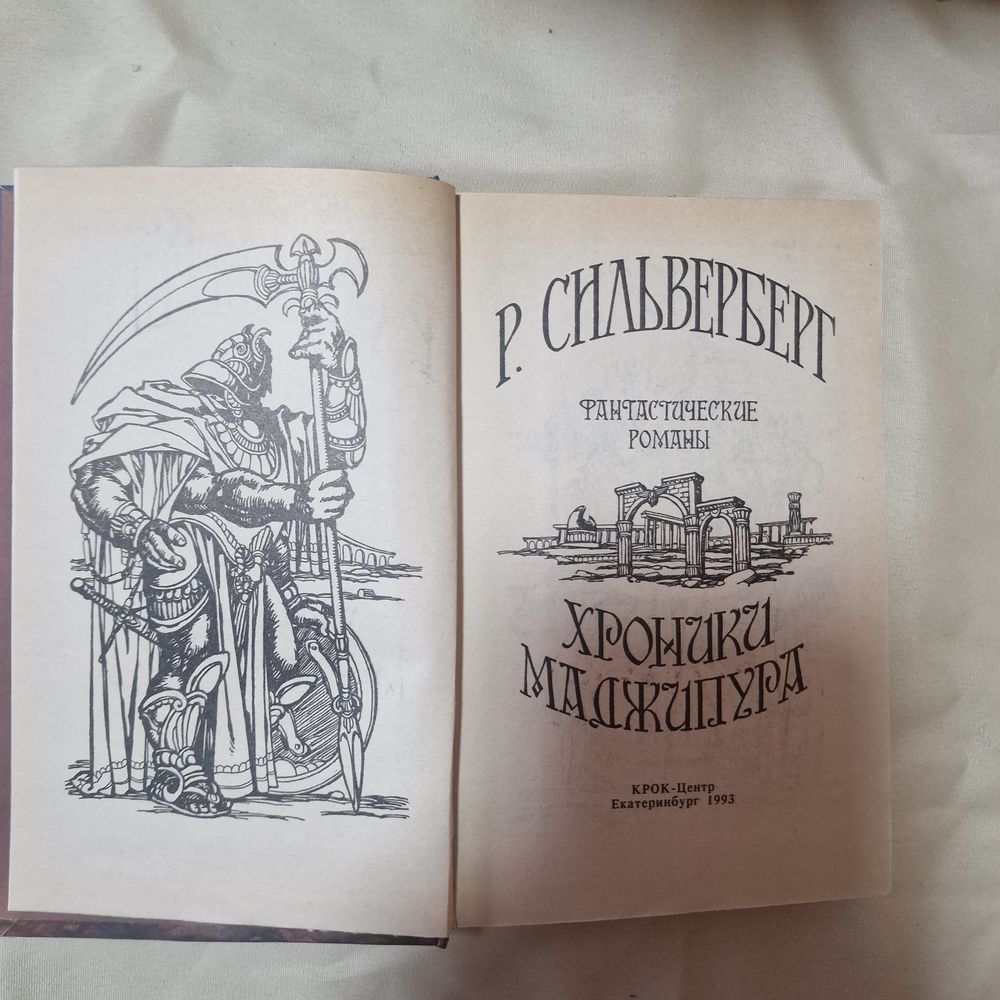 Р. СИЛЬВЕРБЕРГ
ФАНТАСТИЧЕСКИЕ
РОМАНЫ
ХРОНИКИ
МАДЖИПУРА
КРОК-Центр
Екатеринбург 1993